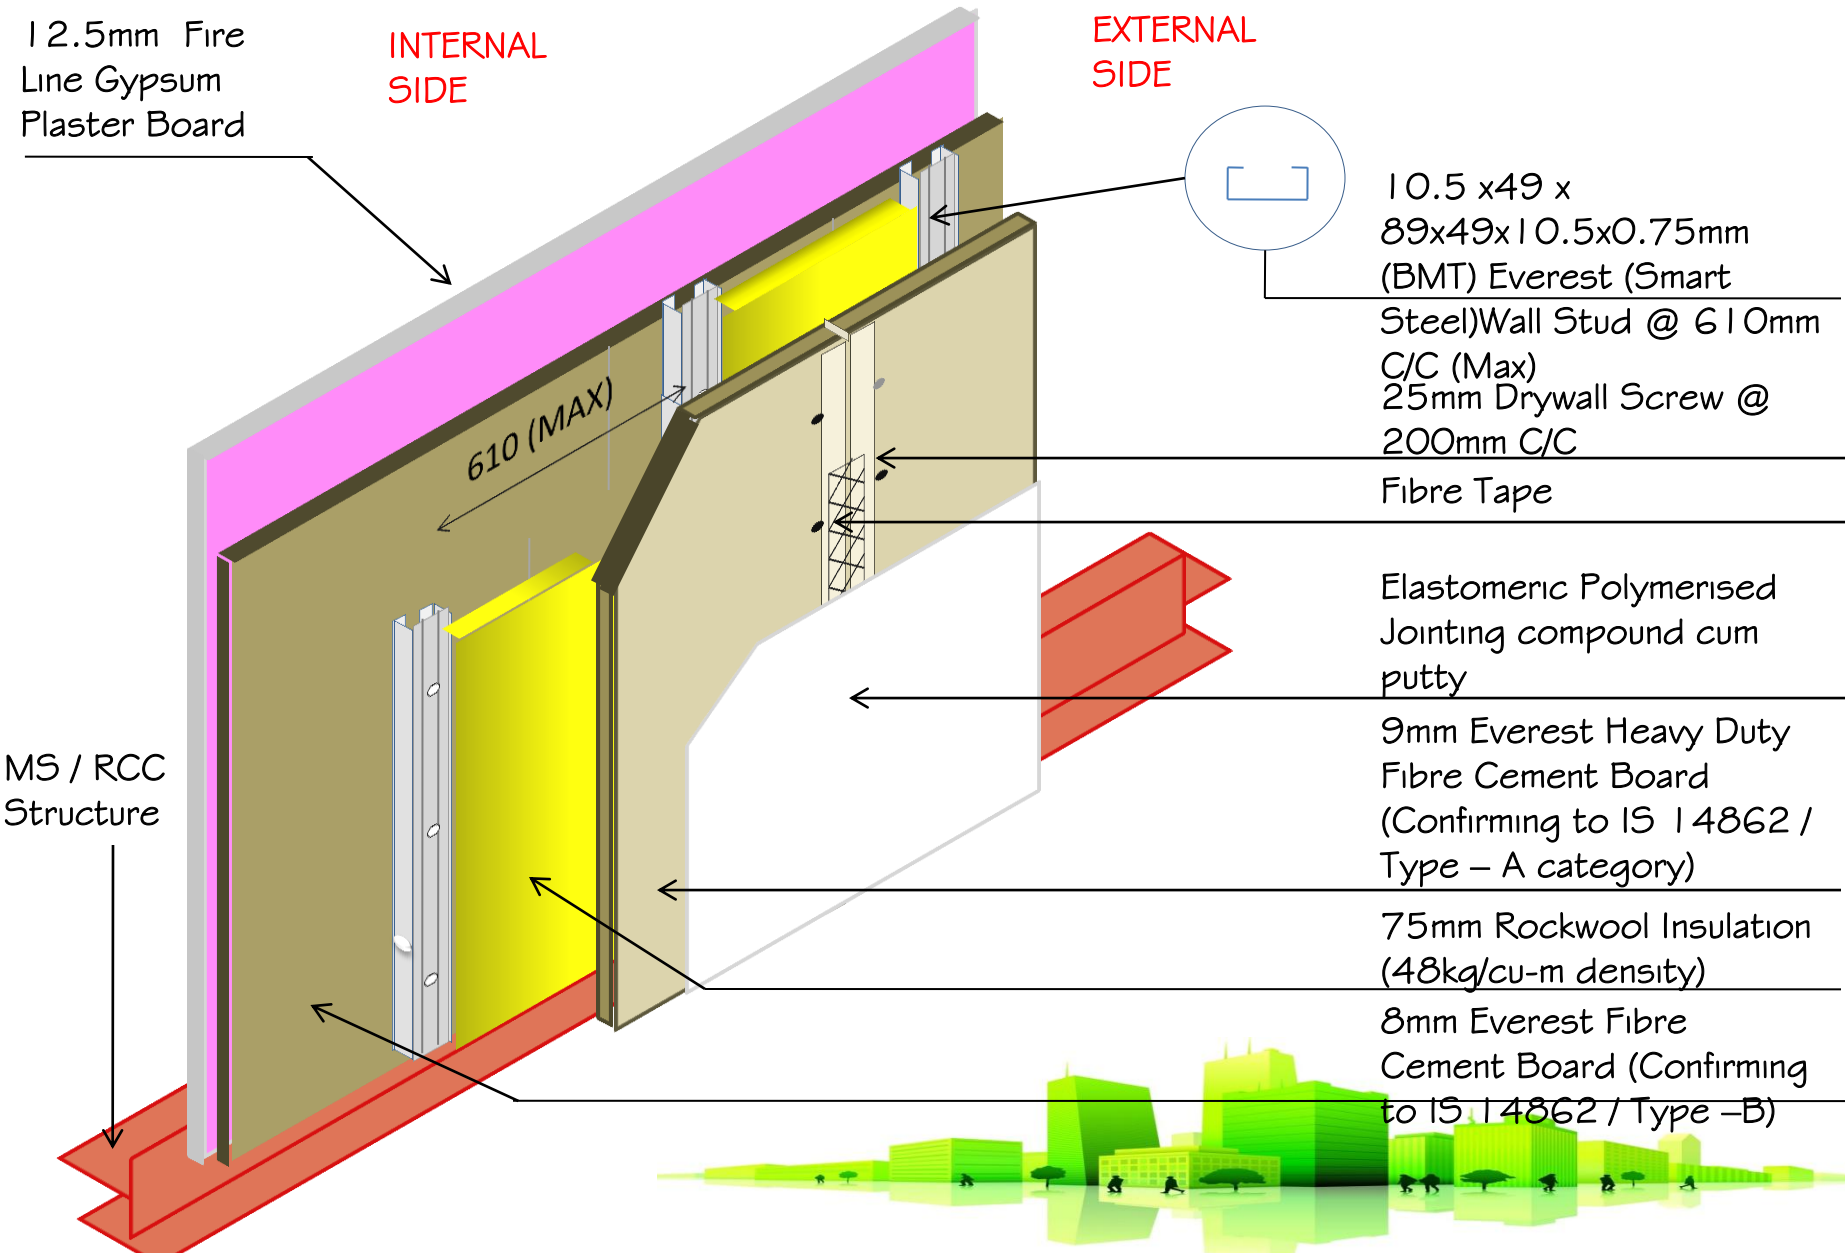 12.5mm Fire
Line Gypsum
Plaster Board
INTERNAL
SIDE
EXTERNAL
SIDE
10.5 x49 x
89x49x10.5x0.75mm
(BMT) Everest (Smart
Steel)Wall Stud @ 610mm
C/C (Max)
25mm Drywall Screw @
200mm C/C
Fibre Tape
610 (MAX)
Elastomeric Polymerised
Jointing compound cum
putty
9mm Everest Heavy Duty
Fibre Cement Board
(Confirming to IS 14862 /
Type – A category)
MS / RCC
Structure
75mm Rockwool Insulation
(48kg/cu-m density)
8mm Everest Fibre
Cement Board (Confirming
to IS 14862 / Type –B)